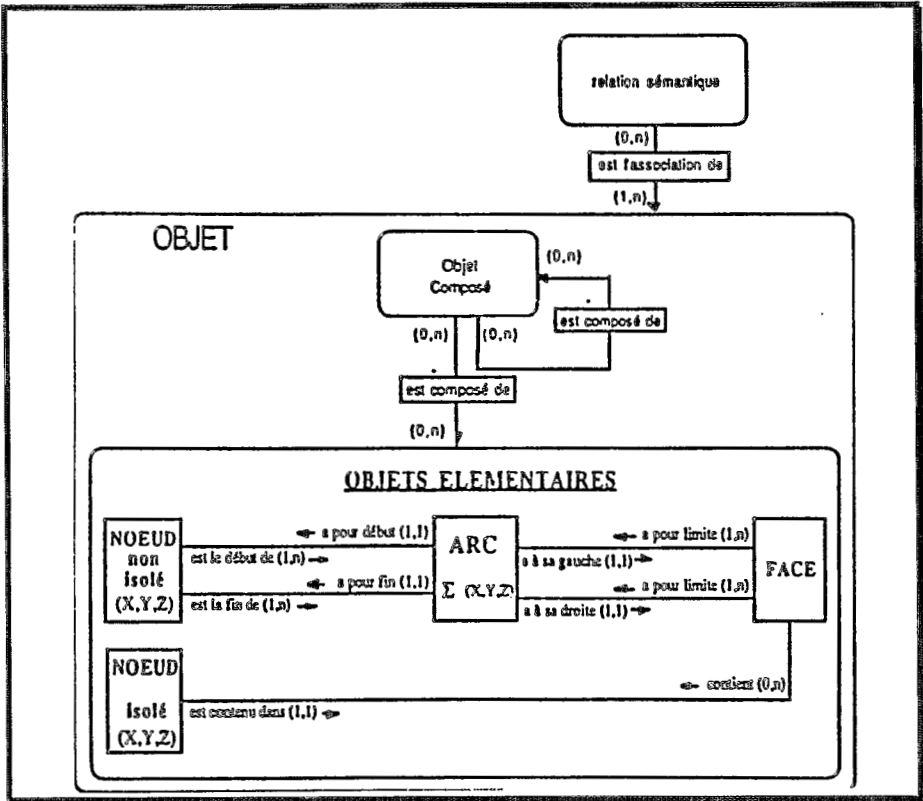 relation sémantique
(0,n)
est l'association de
(1,n)
OBJET
Objet
Composé
(0,n)
est composé de
(0,n) (0,n)
est composé de
(0,n)
OBJETS ELEMENTAIRES
NOEUD
non
isolé
(X,Y,Z)
a pour début (1,1)
est le début de (1,n)
a pour fin (1,1)
est la fin de (1,n)
ARC
Σ (X,Y,Z)
a pour limite (1,n)
a à sa gauche (1,1)
a pour limite (1,n)
a à sa droite (1,1)
FACE
NOEUD
isolé
(X,Y,Z)
contient (0,n)
est contenu dans (1,1)